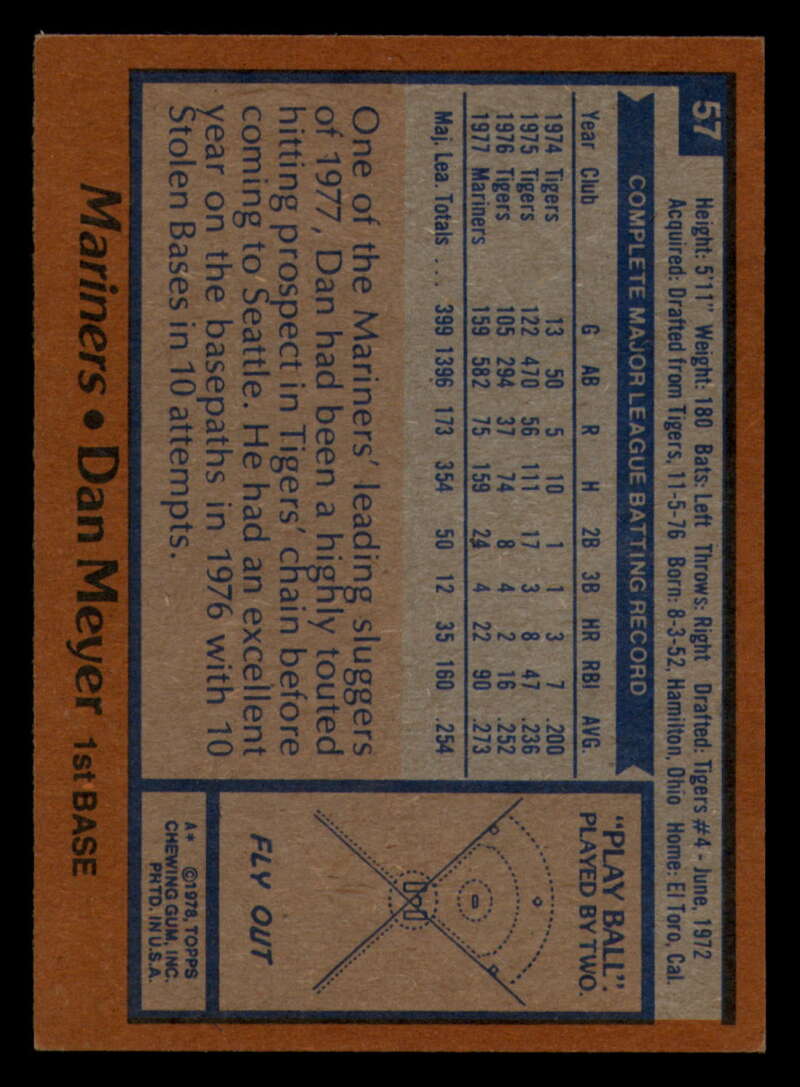 57
Height: 5'11" Weight: 180 Bats: Left Throws: Right Drafted: Tigers #4 - June, 1972
Acquired: Drafted from Tigers, 11-5-76 Born: 8-3-52, Hamilton, Ohio Home: El Toro, Cal.
COMPLETE MAJOR LEAGUE BATTING RECORD
Year Club G AB R H 2B 3B HR RBI AVG.
1974 Tigers 13 50 5 10 1 1 3 7 .200
1975 Tigers 122 470 56 111 17 3 8 47 .236
1976 Tigers 105 294 37 74 8 4 2 16 .252
1977 Mariners 159 582 75 159 24 4 22 90 .273
Maj. Lea. Totals ... 399 1396 173 354 50 12 35 160 .254
One of the Mariners' leading sluggers
of 1977, Dan had been a highly touted
hitting prospect in Tigers' chain before
coming to Seattle. He had an excellent
year on the basepaths in 1976 with 10
Stolen Bases in 10 attempts.
"PLAY BALL":
PLAYED BY TWO.
FLY OUT
A* ©1978, TOPPS
CHEWING GUM, INC.
PRTD. IN U.S.A.
Mariners • Dan Meyer 1st BASE